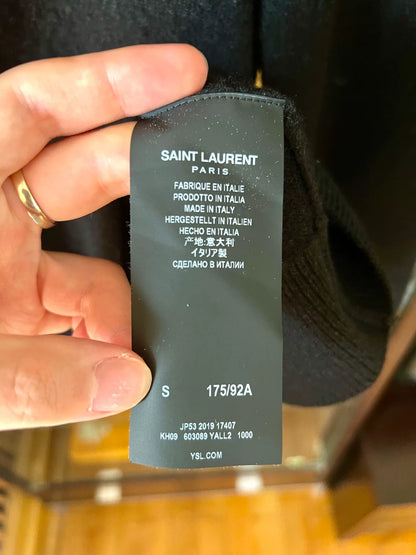 SAINT LAURENT
PARIS
FABRIQUE EN ITALIE
PRODOTTO IN ITALIA
MADE IN ITALY
HERGESTELLT IN ITALIEN
HECHO EN ITALIA
产地:意大利
イタリア製
СДЕЛАНО В ИТАЛИИ
S 175/92A
JP53 2019 17407
KH09 603089 YALL2 1000
YSL.COM